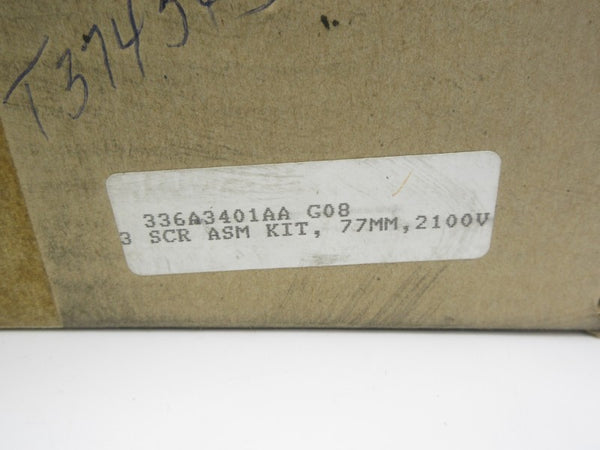 336A3401AA G08
3 SCR ASM KIT, 77MM,2100V